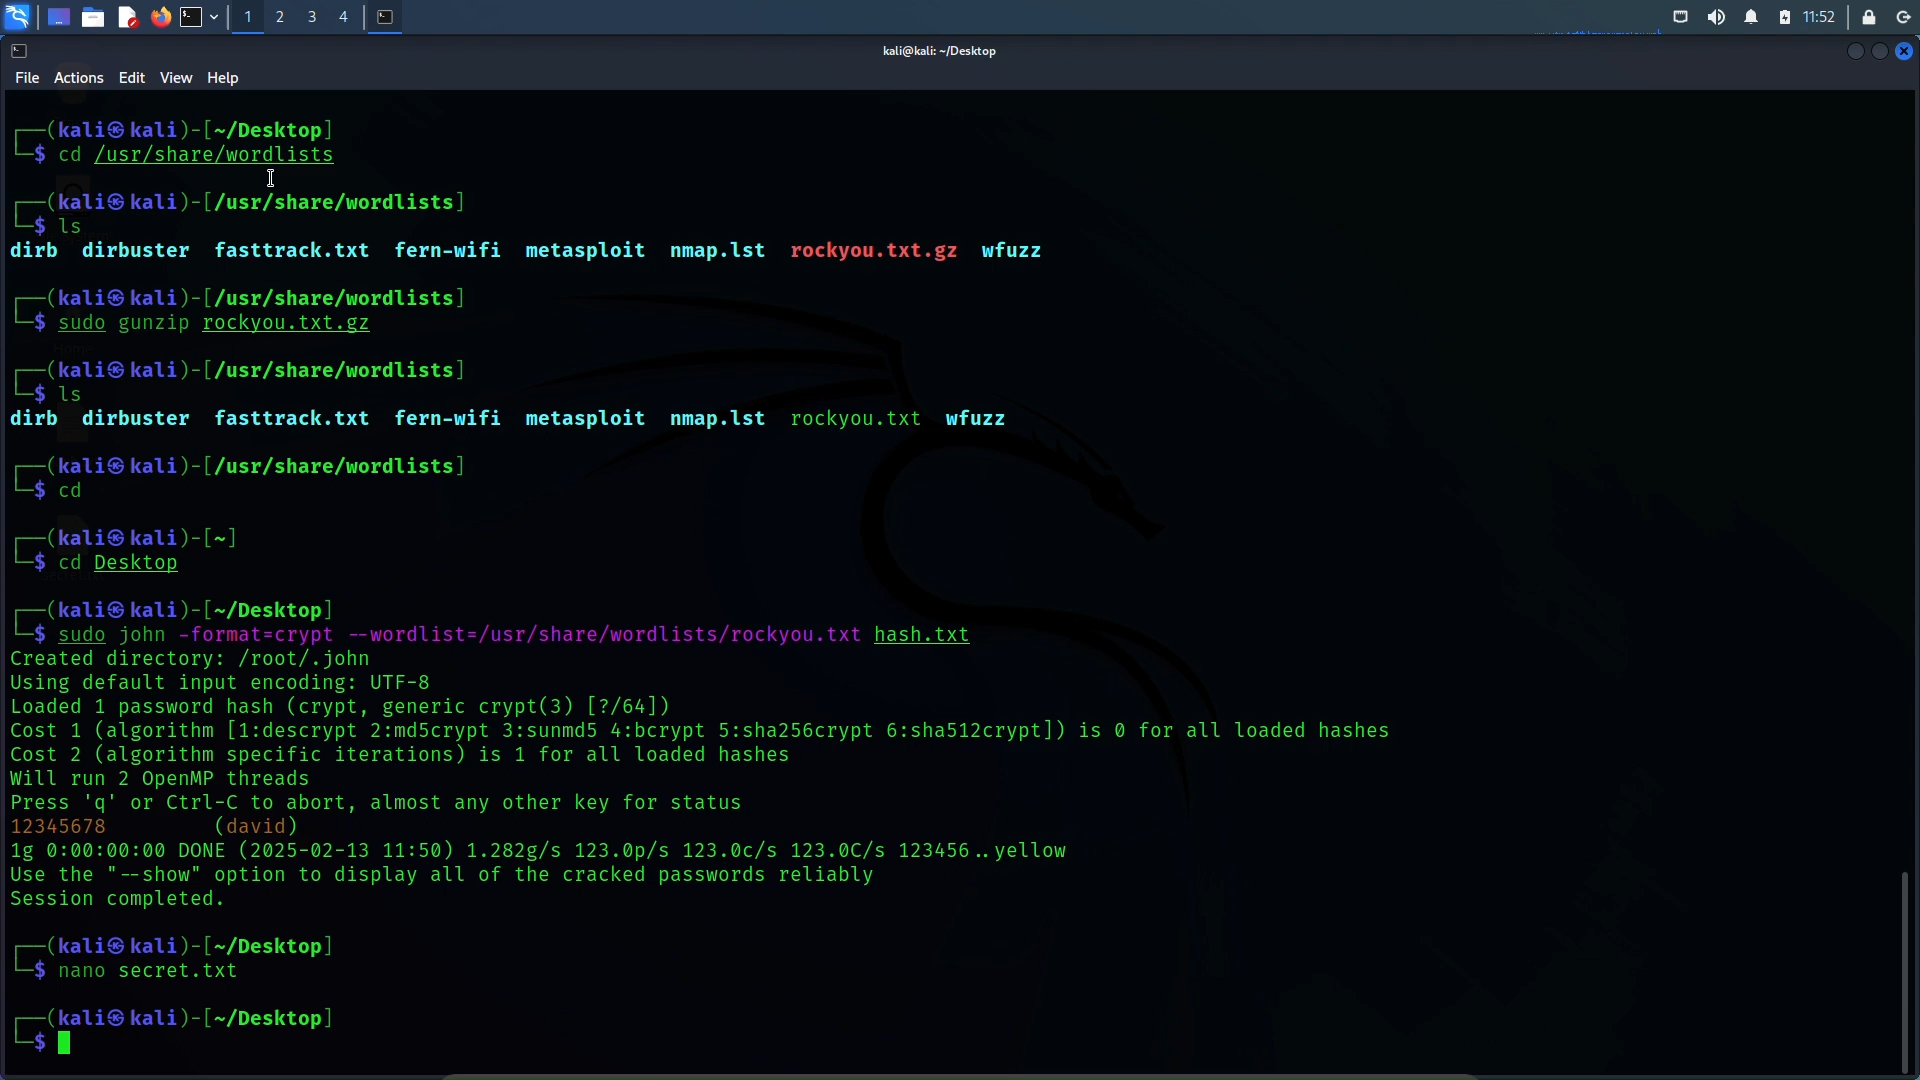 1 2 3 4
11:52
kali@kali: ~/Desktop
File Actions Edit View Help
┌──(kali㉿kali)-[~/Desktop]
└─$ cd /usr/share/wordlists
┌──(kali㉿kali)-[/usr/share/wordlists]
└─$ ls
dirb dirbuster fasttrack.txt fern-wifi metasploit nmap.lst rockyou.txt.gz wfuzz
┌──(kali㉿kali)-[/usr/share/wordlists]
└─$ sudo gunzip rockyou.txt.gz
┌──(kali㉿kali)-[/usr/share/wordlists]
└─$ ls
dirb dirbuster fasttrack.txt fern-wifi metasploit nmap.lst rockyou.txt wfuzz
┌──(kali㉿kali)-[/usr/share/wordlists]
└─$ cd
┌──(kali㉿kali)-[~]
└─$ cd Desktop
┌──(kali㉿kali)-[~/Desktop]
└─$ sudo john -format=crypt --wordlist=/usr/share/wordlists/rockyou.txt hash.txt
Created directory: /root/.john
Using default input encoding: UTF-8
Loaded 1 password hash (crypt, generic crypt(3) [?/64])
Cost 1 (algorithm [1:descrypt 2:md5crypt 3:sunmd5 4:bcrypt 5:sha256crypt 6:sha512crypt]) is 0 for all loaded hashes
Cost 2 (algorithm specific iterations) is 1 for all loaded hashes
Will run 2 OpenMP threads
Press 'q' or Ctrl-C to abort, almost any other key for status
12345678         (david)
1g 0:00:00:00 DONE (2025-02-13 11:50) 1.282g/s 123.0p/s 123.0c/s 123.0C/s 123456..yellow
Use the "--show" option to display all of the cracked passwords reliably
Session completed.
┌──(kali㉿kali)-[~/Desktop]
└─$ nano secret.txt
┌──(kali㉿kali)-[~/Desktop]
└─$